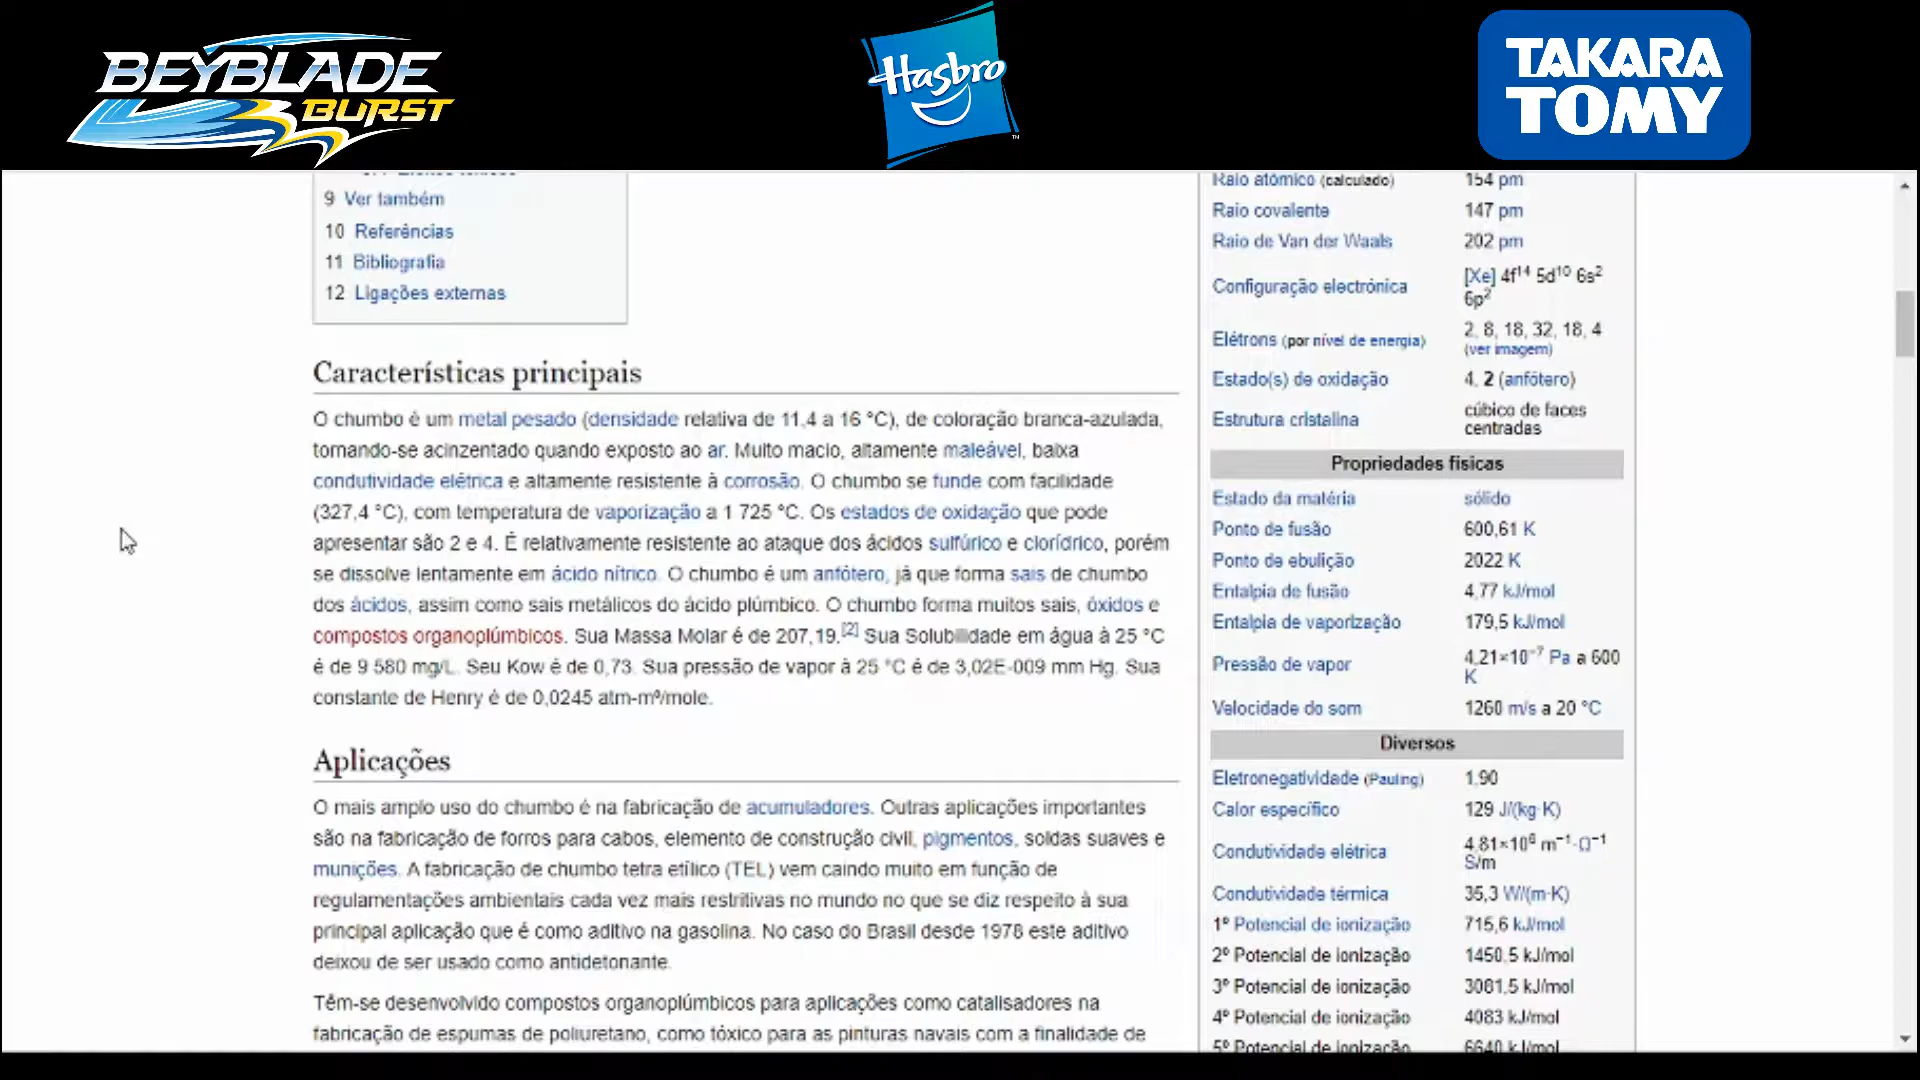 BEYBLADE
BURST
Hasbro
TM
TAKARA
TOMY
9 Ver também
10 Referências
11 Bibliografia
12 Ligações externas
Características principais
O chumbo é um metal pesado (densidade relativa de 11,4 a 16 °C), de coloração branca-azulada,
tornando-se acinzentado quando exposto ao ar. Muito macio, altamente maleável, baixa
condutividade elétrica e altamente resistente à corrosão. O chumbo se funde com facilidade
(327,4 °C), com temperatura de vaporização a 1 725 °C. Os estados de oxidação que pode
apresentar são 2 e 4. É relativamente resistente ao ataque dos ácidos sulfúrico e clorídrico, porém
se dissolve lentamente em ácido nítrico. O chumbo é um anfótero, já que forma sais de chumbo
dos ácidos, assim como sais metálicos do ácido plúmbico. O chumbo forma muitos sais, óxidos e
compostos organoplúmbicos. Sua Massa Molar é de 207,19.[2] Sua Solubilidade em água à 25 °C
é de 9 580 mg/L. Seu Kow é de 0,73. Sua pressão de vapor à 25 °C é de 3,02E-009 mm Hg. Sua
constante de Henry é de 0,0245 atm-m³/mole.
Aplicações
O mais amplo uso do chumbo é na fabricação de acumuladores. Outras aplicações importantes
são na fabricação de forros para cabos, elemento de construção civil, pigmentos, soldas suaves e
munições. A fabricação de chumbo tetra etílico (TEL) vem caindo muito em função de
regulamentações ambientais cada vez mais restritivas no mundo no que se diz respeito à sua
principal aplicação que é como aditivo na gasolina. No caso do Brasil desde 1978 este aditivo
deixou de ser usado como antidetonante.
Têm-se desenvolvido compostos organoplúmbicos para aplicações como catalisadores na
fabricação de espumas de poliuretano, como tóxico para as pinturas navais com a finalidade de
Raio atómico (calculado) 154 pm
Raio covalente 147 pm
Raio de Van der Waals 202 pm
Configuração electrónica [Xe] 4f14 5d10 6s2
6p2
Elétrons (por nível de energia) 2, 8, 18, 32, 18, 4
(ver imagem)
Estado(s) de oxidação 4, 2 (anfótero)
Estrutura cristalina cúbico de faces
centradas
Propriedades físicas
Estado da matéria sólido
Ponto de fusão 600,61 K
Ponto de ebulição 2022 K
Entalpia de fusão 4,77 kJ/mol
Entalpia de vaporização 179,5 kJ/mol
Pressão de vapor 4,21×10−7 Pa a 600
K
Velocidade do som 1260 m/s a 20 °C
Diversos
Eletronegatividade (Pauling) 1,90
Calor específico 129 J/(kg·K)
Condutividade elétrica 4,81×106 m−1·Ω−1
S/m
Condutividade térmica 35,3 W/(m·K)
1º Potencial de ionização 715,6 kJ/mol
2º Potencial de ionização 1450,5 kJ/mol
3º Potencial de ionização 3081,5 kJ/mol
4º Potencial de ionização 4083 kJ/mol
5º Potencial de ionização 6640 kJ/mol